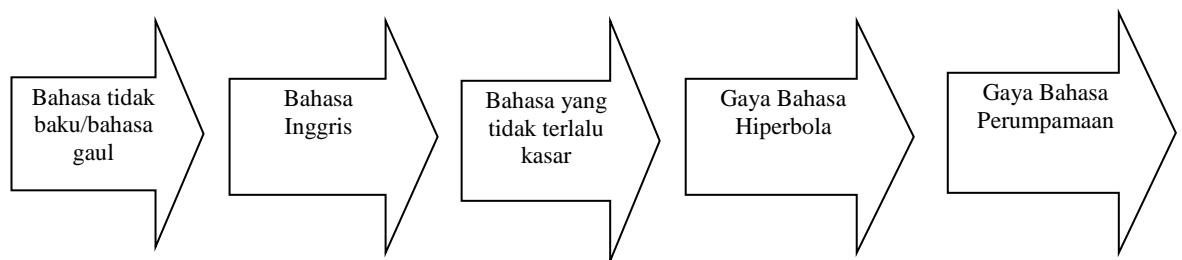 Bahasa tidak
baku/bahasa
gaul
Bahasa
Inggris
Bahasa yang
tidak terlalu
kasar
Gaya Bahasa
Hiperbola
Gaya Bahasa
Perumpamaan